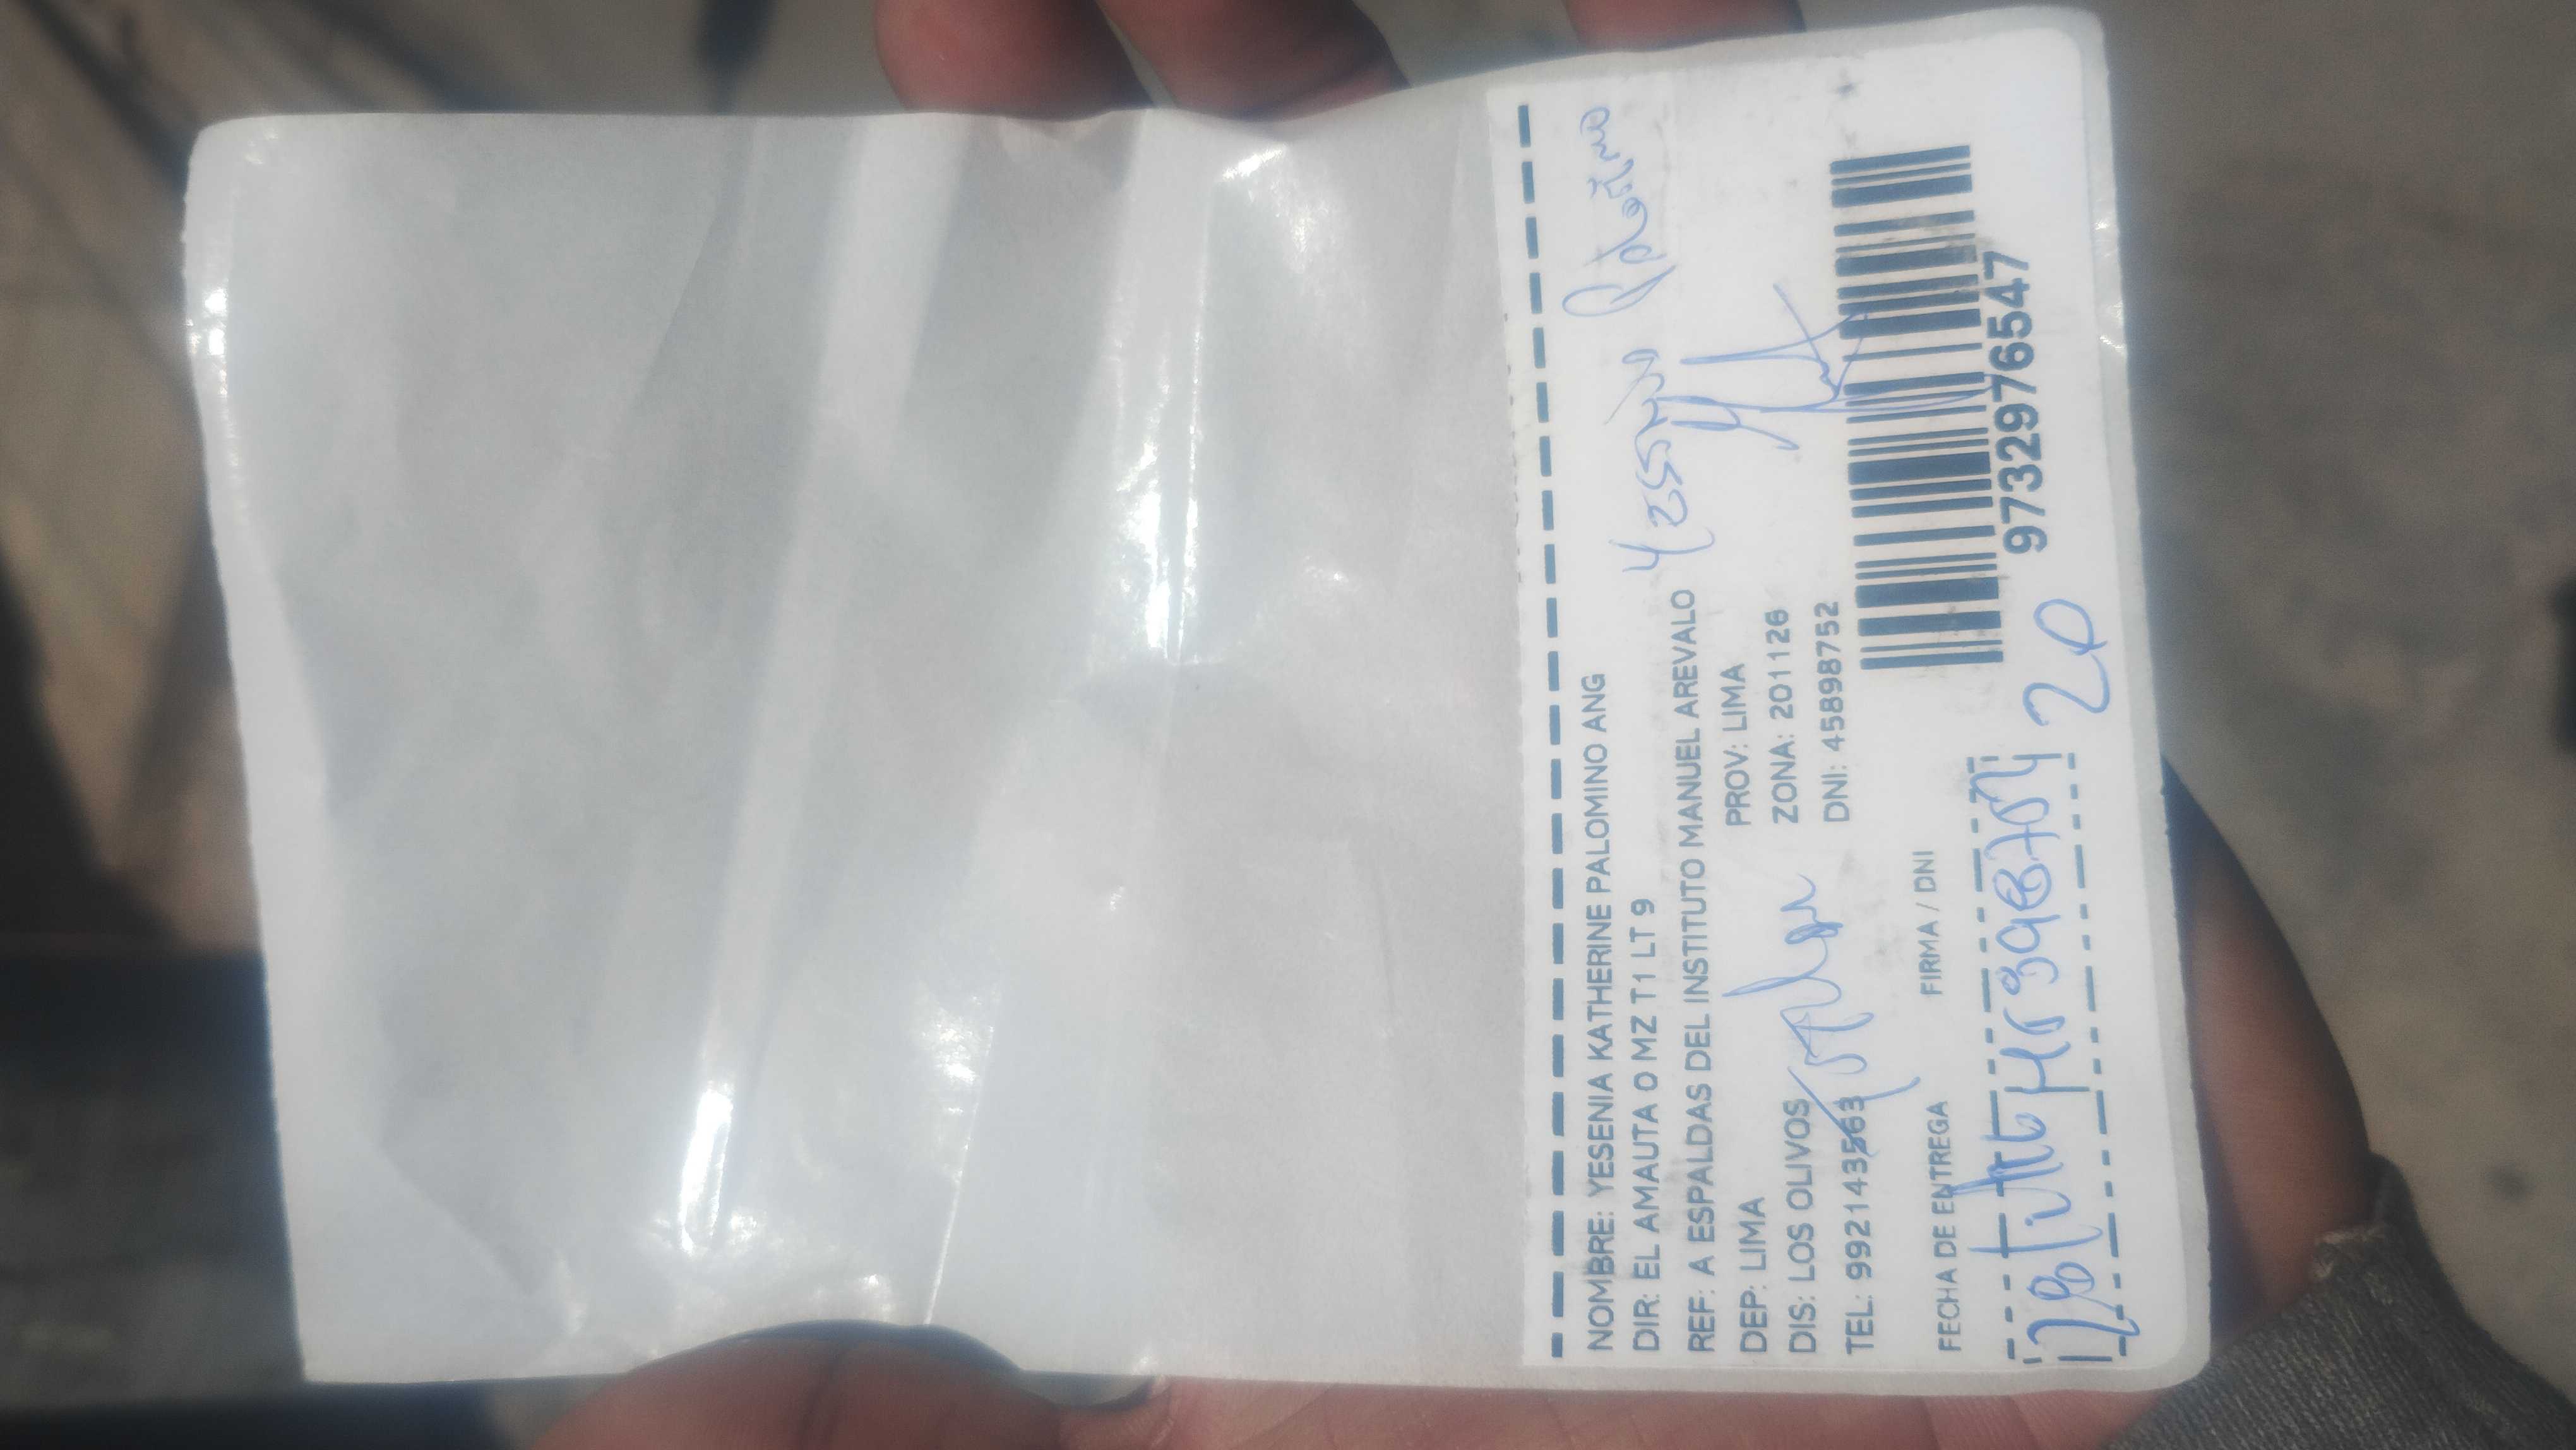 NOMBRE: YESENIA KATHERINE PALOMINO ANG
DIR: EL AMAUTA O MZ T1 LT 9
REF: A ESPALDAS DEL INSTITUTO MANUEL AREVALO
DEP: LIMA PROV: LIMA
DIS: LOS OLIVOS ZONA: 201126
TEL: 992143563 DNI: 45898752
FECHA DE ENTREGA FIRMA / DNI
20
9732976547